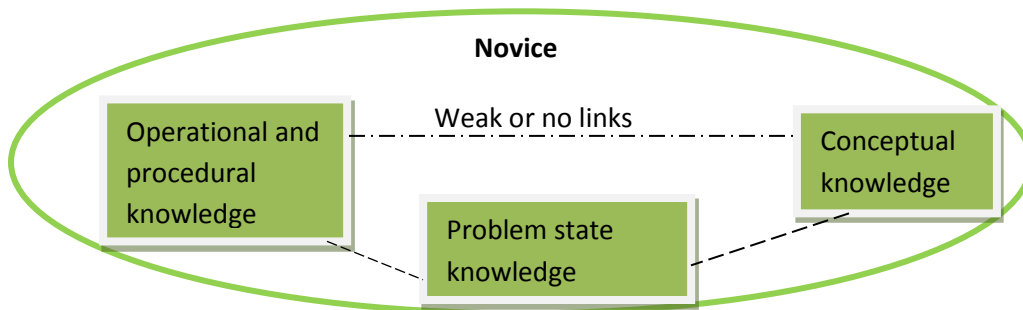 Novice
Weak or no links
Operational and
procedural
knowledge
Conceptual
knowledge
Problem state
knowledge